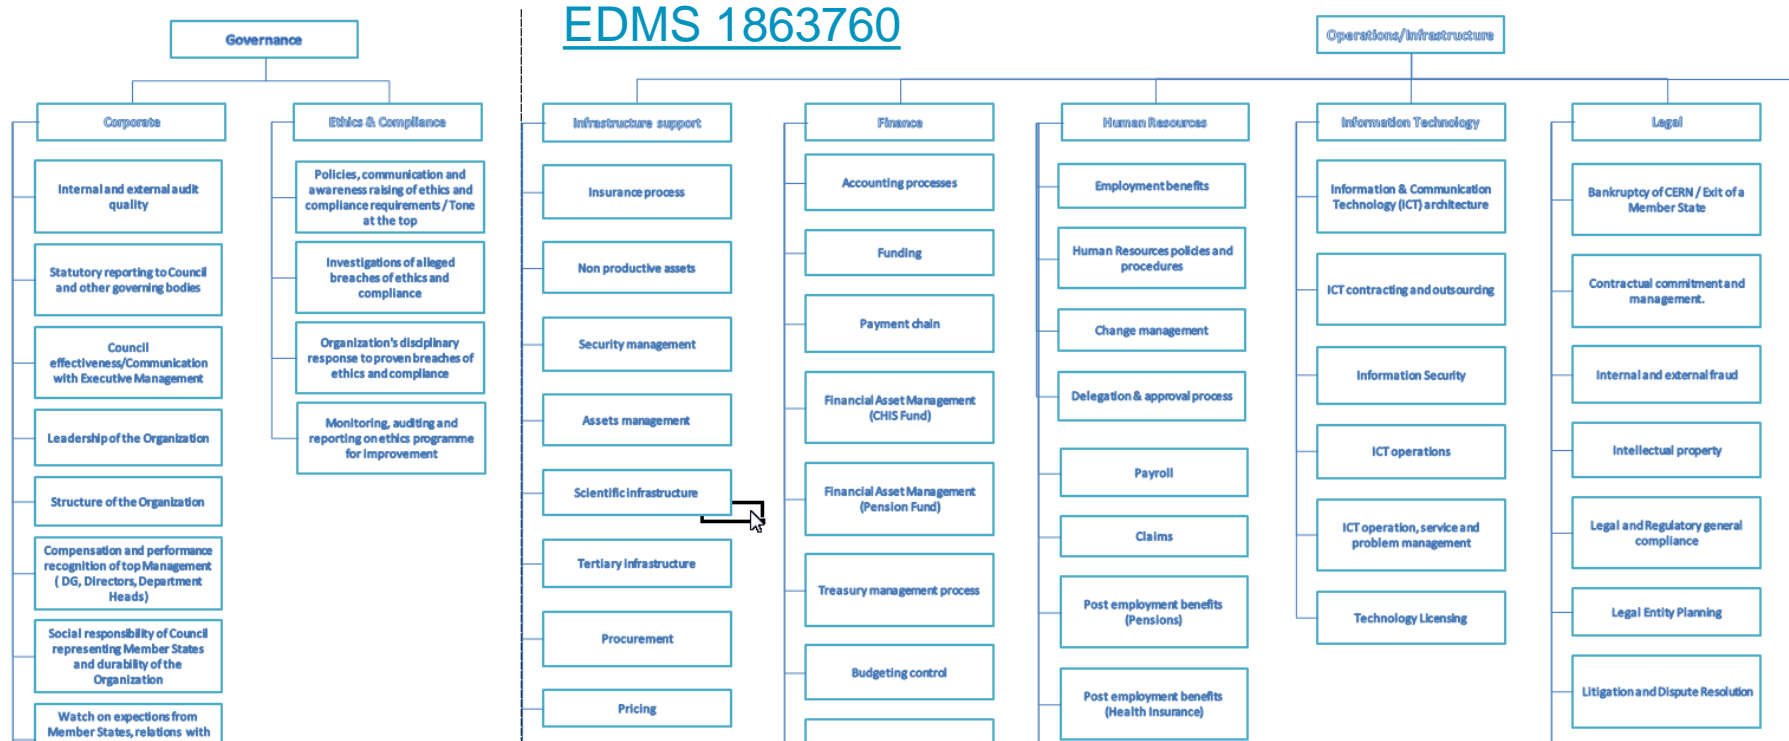 EDMS 1863760
Governance
Corporate
Internal and external audit
quality
Statutory reporting to Council
and other governing bodies
Council
effectiveness/Communication
with Executive Management
Leadership of the Organization
Structure of the Organization
Compensation and performance
recognition of top Management
( DG, Directors, Department
Heads)
Social responsibility of Council
representing Member States
and durability of the
Organization
Watch on expections from
Member States, relations with
Ethics & Compliance
Policies, communication and
awareness raising of ethics and
compliance requirements / Tone
at the top
Investigations of alleged
breaches of ethics and
compliance
Organization's disciplinary
response to proven breaches of
ethics and compliance
Monitoring, auditing and
reporting on ethics programme
for improvement
Operations/Infrastructure
Infrastructure support
Insurance process
Non productive assets
Security management
Assets management
Scientific infrastructure
Tertiary infrastructure
Procurement
Pricing
Finance
Accounting processes
Funding
Payment chain
Financial Asset Management
(CHIS Fund)
Financial Asset Management
(Pension Fund)
Treasury management process
Budgeting control
Human Resources
Employment benefits
Human Resources policies and
procedures
Change management
Delegation & approval process
Payroll
Claims
Post employment benefits
(Pensions)
Post employment benefits
(Health Insurance)
Information Technology
Information & Communication
Technology (ICT) architecture
ICT contracting and outsourcing
Information Security
ICT operations
ICT operation, service and
problem management
Technology Licensing
Legal
Bankruptcy of CERN / Exit of a
Member State
Contractual commitment and
management.
Internal and external fraud
Intellectual property
Legal and Regulatory general
compliance
Legal Entity Planning
Litigation and Dispute Resolution